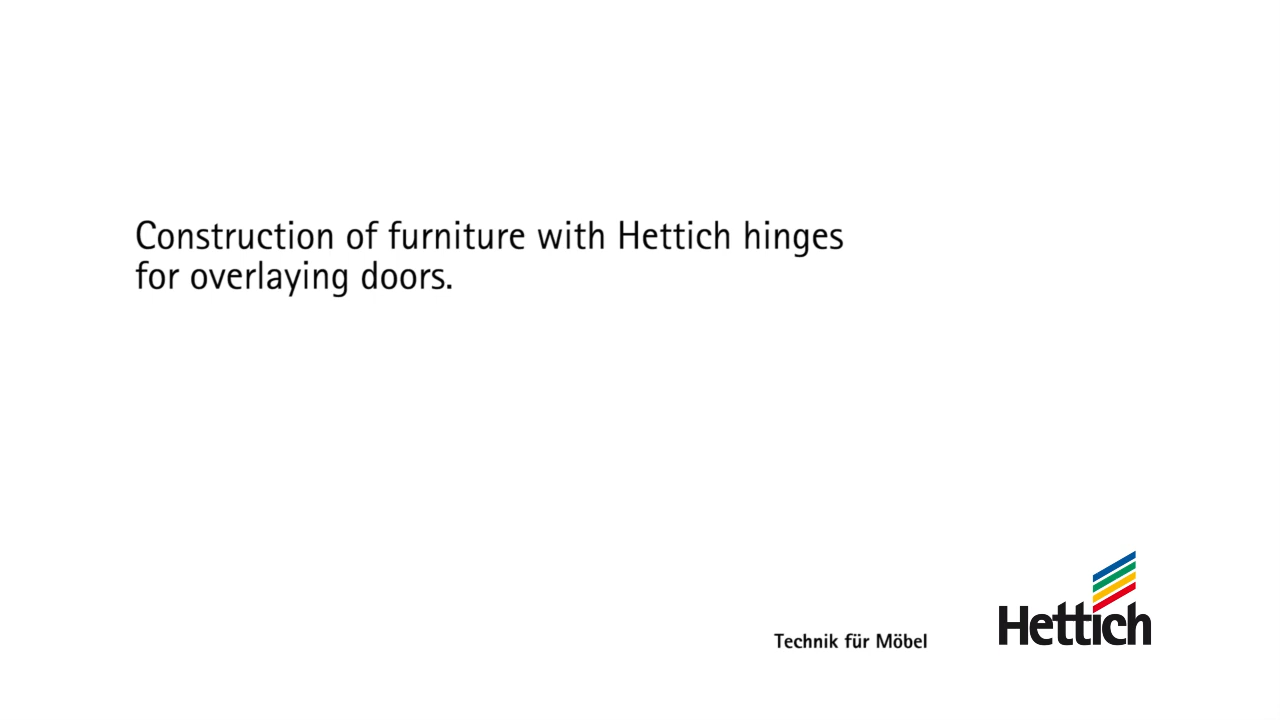 Construction of furniture with Hettich hinges
for overlaying doors.
Technik für Möbel
Hettich